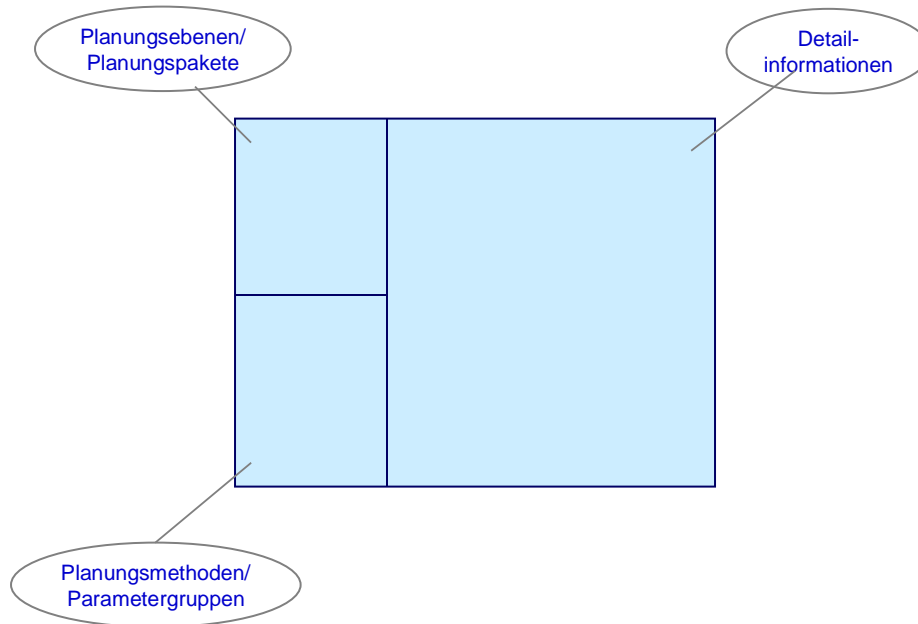 Planungsebenen/
Planungspakete
Detail-
informationen
Planungsmethoden/
Parametergruppen